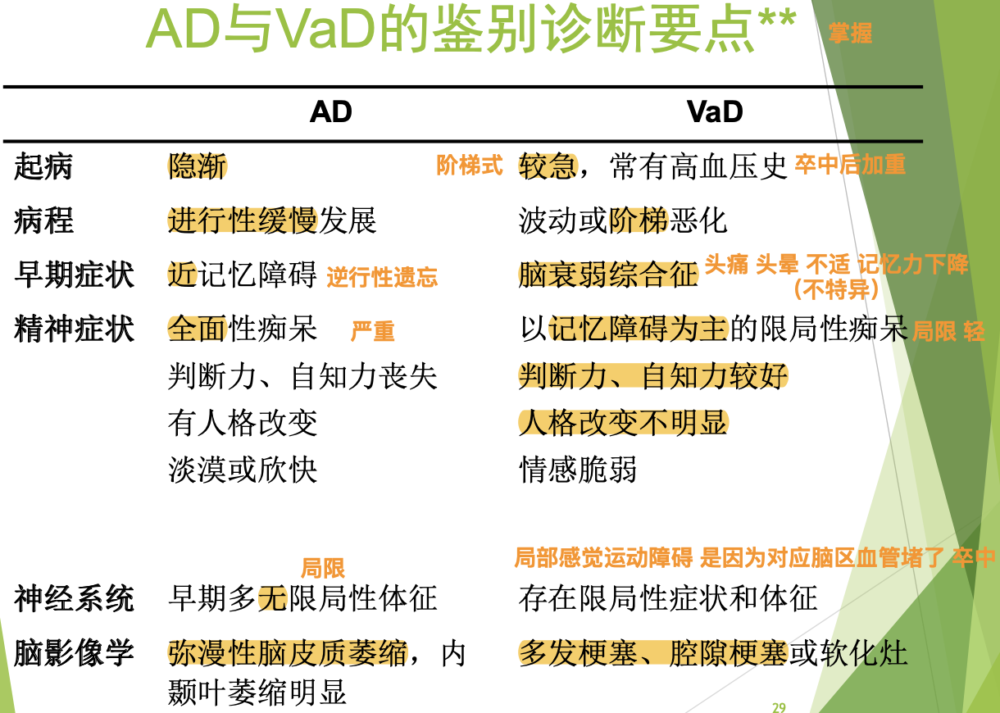 AD与VaD的鉴别诊断要点** 掌握
AD VaD
起病 隐渐 阶梯式 较急，常有高血压史 卒中后加重
病程 进行性缓慢发展 波动或阶梯恶化
早期症状 近记忆障碍 逆行性遗忘 脑衰弱综合征 头痛 头晕 不适 记忆力下降
（不特异）
精神症状 全面性痴呆 严重 以记忆障碍为主的限局性痴呆 局限 轻
判断力、自知力丧失 判断力、自知力较好
有人格改变 人格改变不明显
淡漠或欣快 情感脆弱
局限 局部感觉运动障碍 是因为对应脑区血管堵了 卒中
神经系统 早期多无限局性体征 存在限局性症状和体征
脑影像学 弥漫性脑皮质萎缩，内 多发梗塞、腔隙梗塞或软化灶
颞叶萎缩明显
29